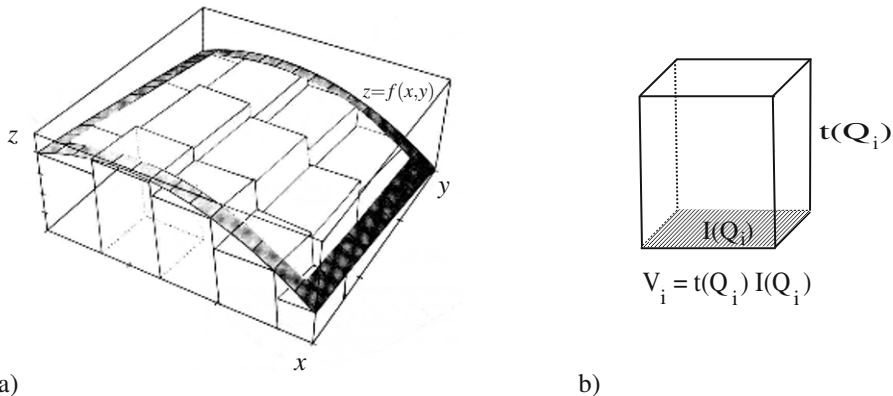 z=f(x,y)
z
y
x
t(Q_i)
I(Q_i)
V_i = t(Q_i) I(Q_i)
a)
b)